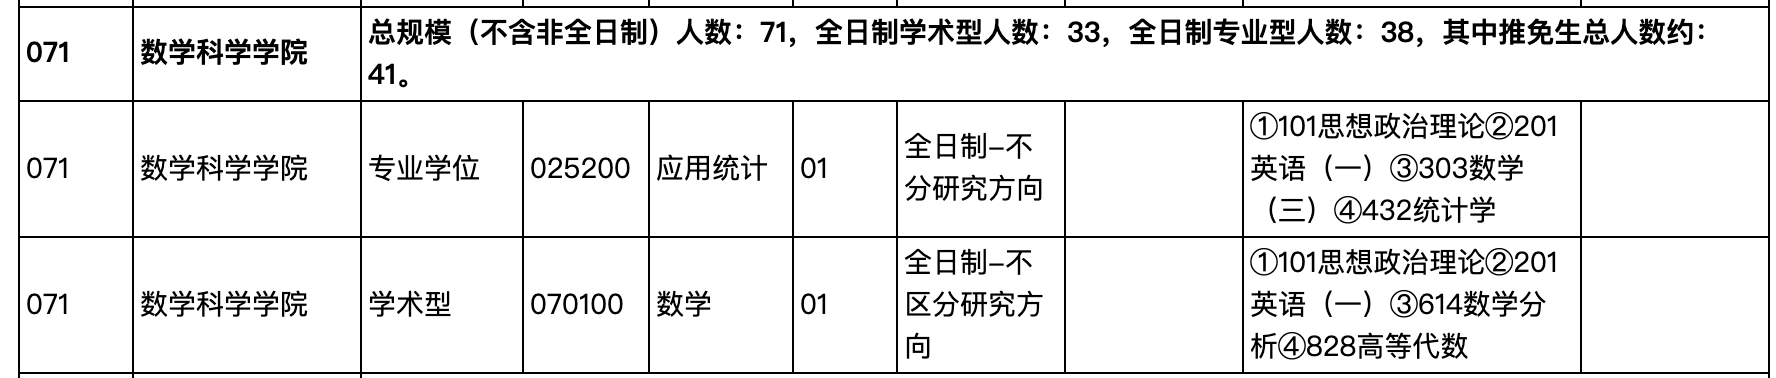 071
数学科学学院
总规模（不含非全日制）人数：71，全日制学术型人数：33，全日制专业型人数：38，其中推免生总人数约：
41。
071
数学科学学院
专业学位
025200
应用统计
01
全日制–不
分研究方向
①101思想政治理论②201
英语（一）③303数学
（三）④432统计学
071
数学科学学院
学术型
070100
数学
01
全日制–不
区分研究方
向
①101思想政治理论②201
英语（一）③614数学分
析④828高等代数